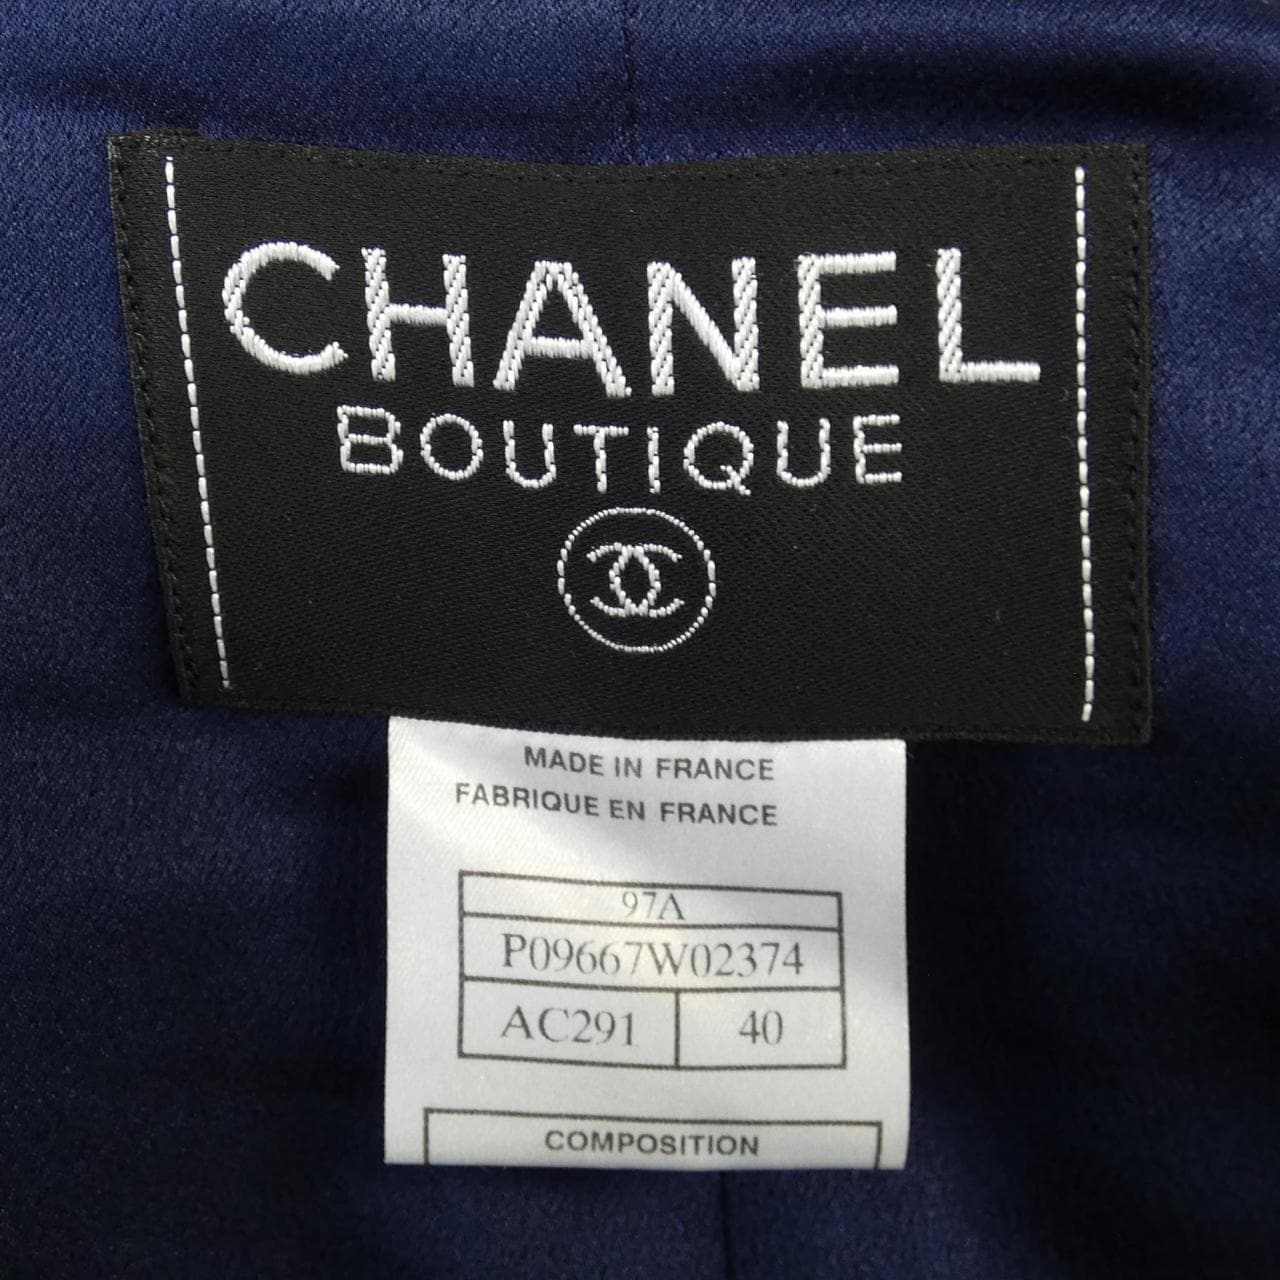 CHANEL
BOUTIQUE
MADE IN FRANCE
FABRIQUE EN FRANCE
97A
P09667W02374
AC291 40
COMPOSITION